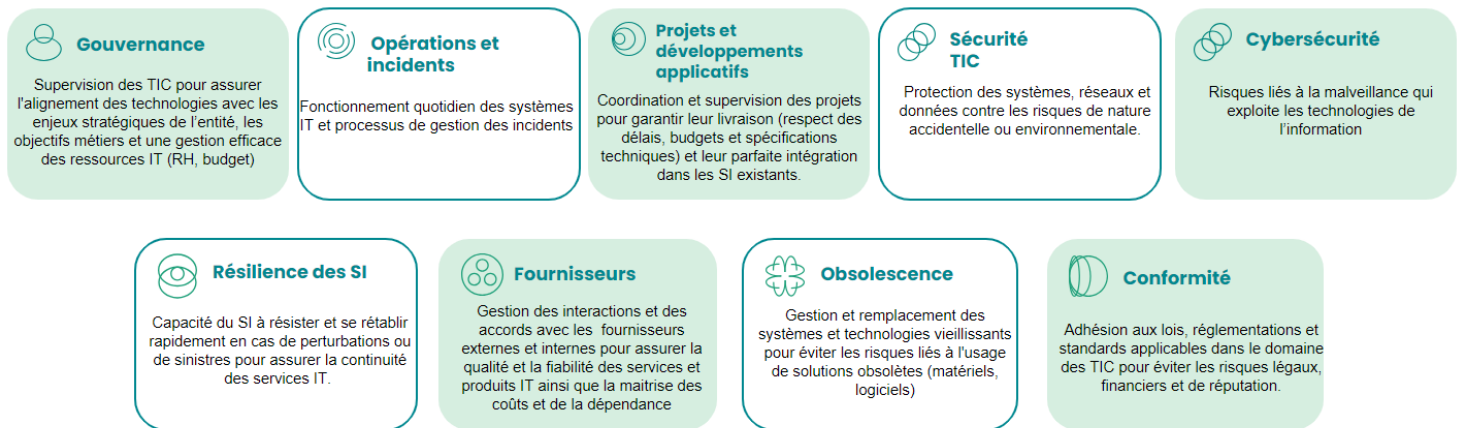 Gouvernance
Supervision des TIC pour assurer
l'alignement des technologies avec les
enjeux stratégiques de l'entité, les
objectifs métiers et une gestion efficace
des ressources IT (RH, budget)
Opérations et
incidents
Fonctionnement quotidien des systèmes
IT et processus de gestion des incidents
Projets et
développements
applicatifs
Coordination et supervision des projets
pour garantir leur livraison (respect des
délais, budgets et spécifications
techniques) et leur parfaite intégration
dans les SI existants.
Sécurité
TIC
Protection des systèmes, réseaux et
données contre les risques de nature
accidentelle ou environnementale.
Cybersécurité
Risques liés à la malveillance qui
exploite les technologies de
l'information
Résilience des SI
Capacité du SI à résister et se rétablir
rapidement en cas de perturbations ou
de sinistres pour assurer la continuité
des services IT.
Fournisseurs
Gestion des interactions et des
accords avec les fournisseurs
externes et internes pour assurer la
qualité et la fiabilité des services et
produits IT ainsi que la maitrise des
coûts et de la dépendance
Obsolescence
Gestion et remplacement des
systèmes et technologies vieillissants
pour éviter les risques liés à l'usage
de solutions obsolètes (matériels,
logiciels)
Conformité
Adhésion aux lois, réglementations et
standards applicables dans le domaine
des TIC pour éviter les risques légaux,
financiers et de réputation.